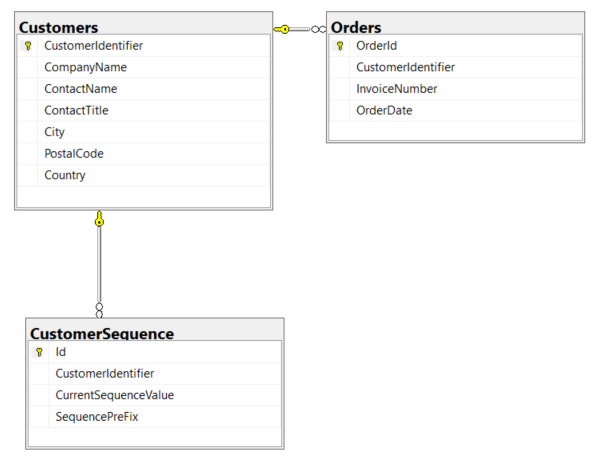 Customers
CustomerIdentifier
CompanyName
ContactName
ContactTitle
City
PostalCode
Country
Orders
OrderId
CustomerIdentifier
InvoiceNumber
OrderDate
CustomerSequence
Id
CustomerIdentifier
CurrentSequenceValue
SequencePreFix